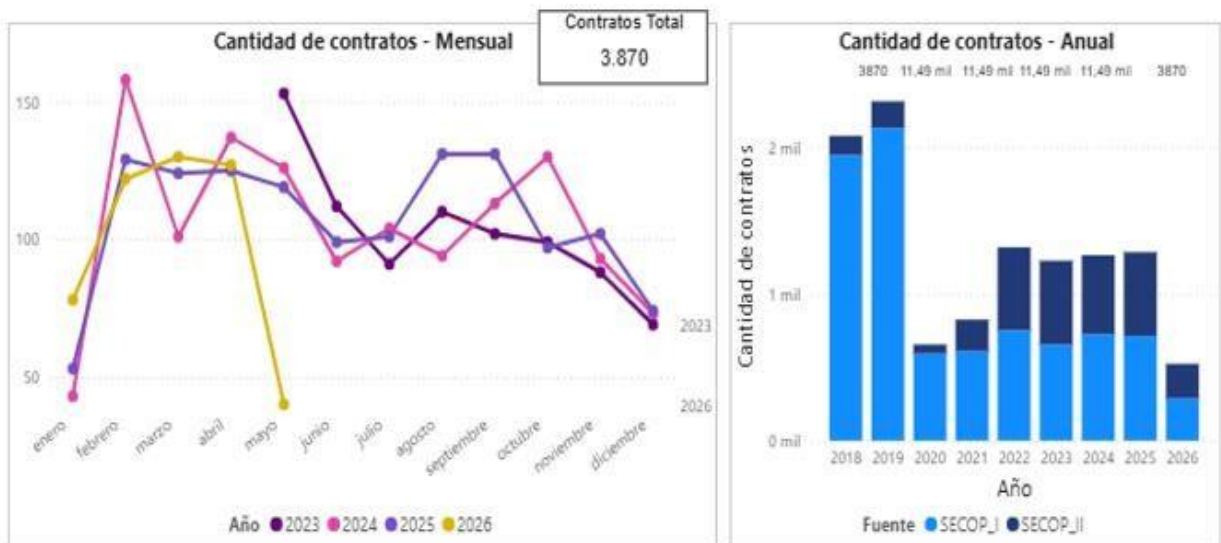 Contratos Total
3.870
Cantidad de contratos - Mensual
150
100
50
2023
2026
enero
febrero
marzo
abril
mayo
junio
julio
agosto
septiembre
octubre
noviembre
diciembre
Año 2023 2024 2025 2026
Cantidad de contratos - Anual
3870 11,49 mil 11,49 mil 11,49 mil 11,49 mil 3870
Cantidad de contratos
2 mil
1 mil
0 mil
2018 2019 2020 2021 2022 2023 2024 2025 2026
Año
Fuente SECOP_I SECOP_II